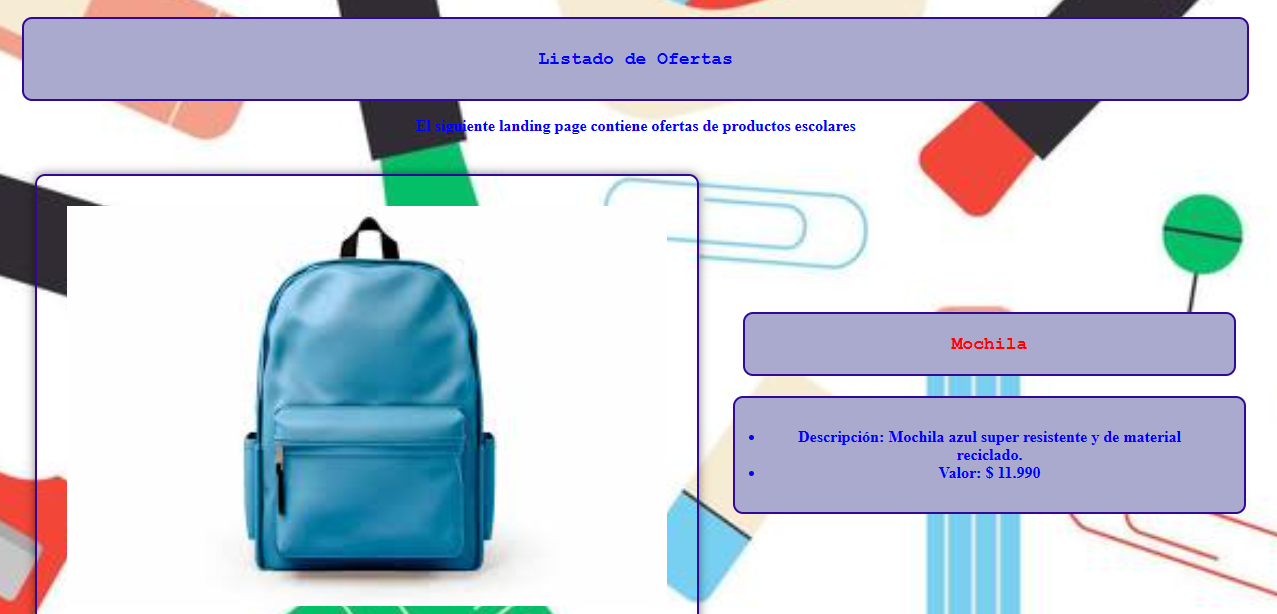 Listado de Ofertas
El siguiente landing page contiene ofertas de productos escolares
Mochila
• Descripción: Mochila azul super resistente y de material
reciclado.
• Valor: $ 11.990